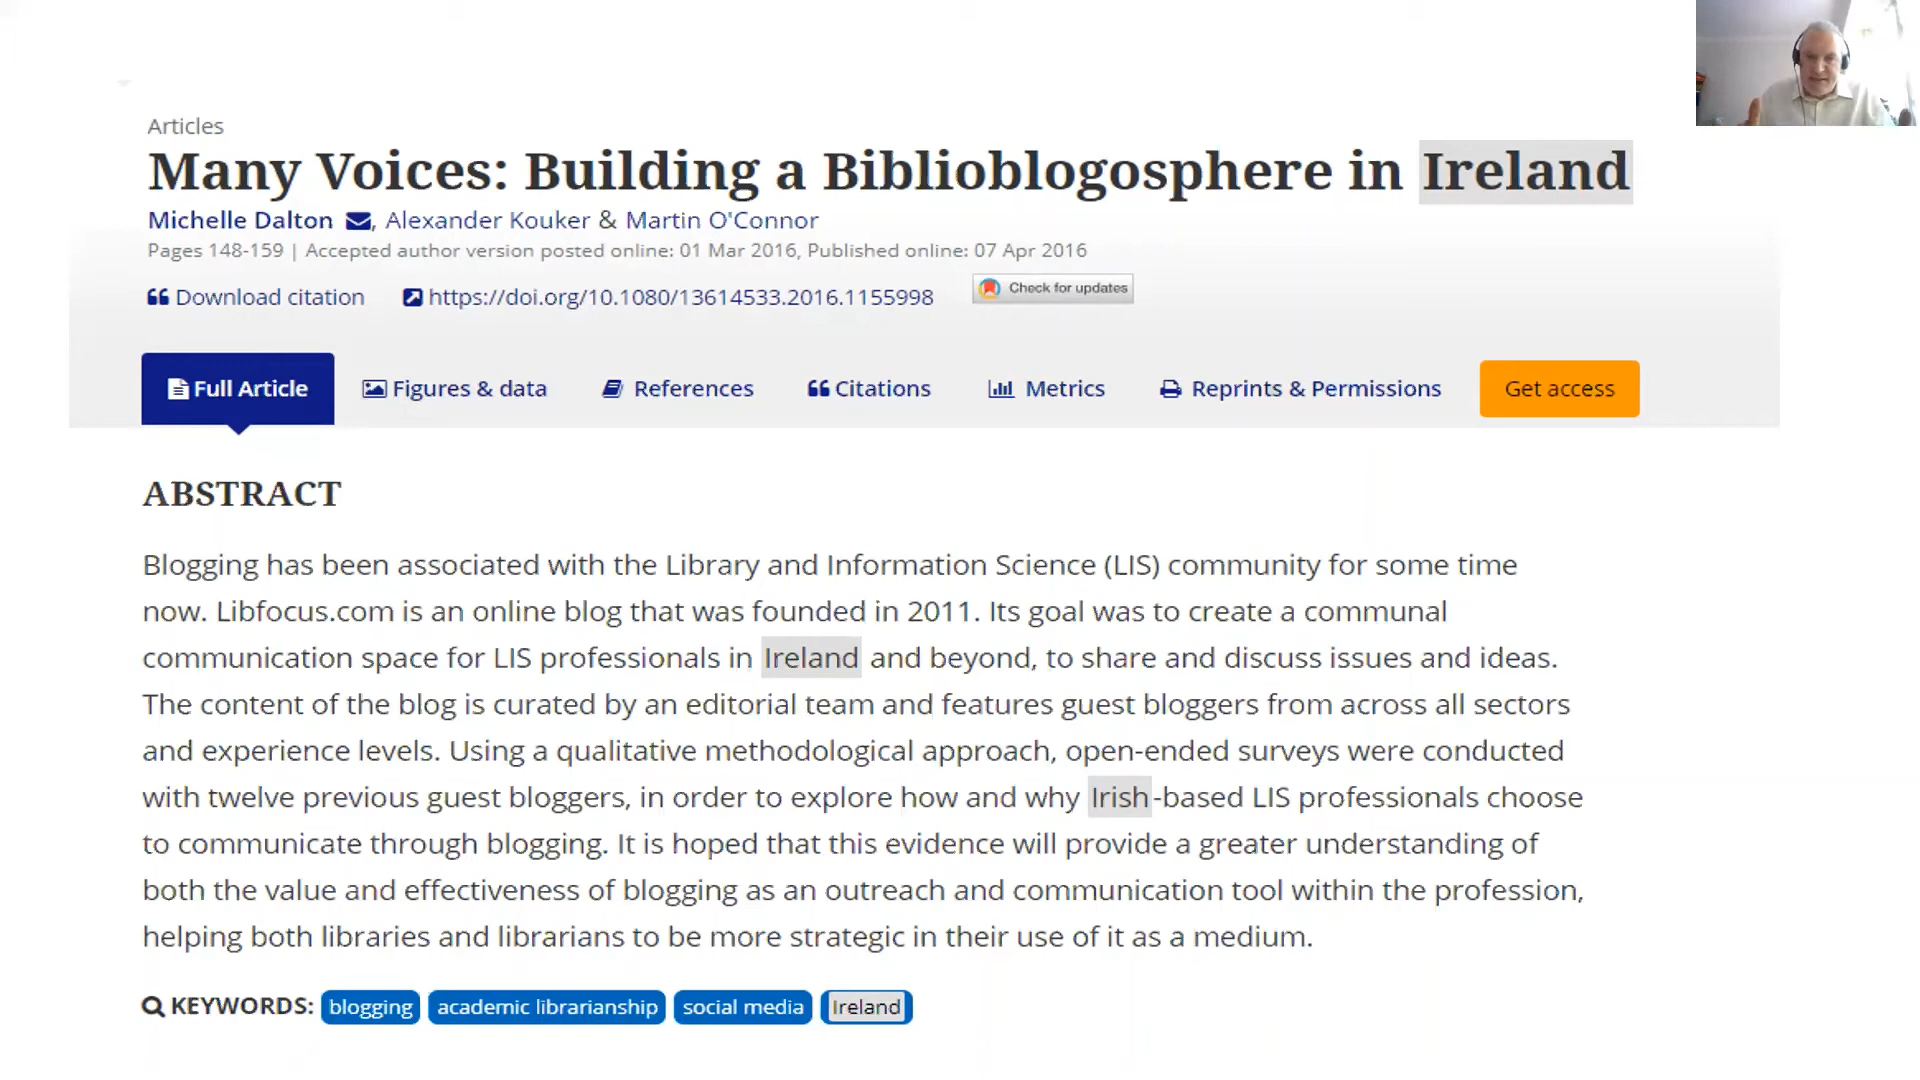 Articles
Many Voices: Building a Biblioblogosphere in Ireland
Michelle Dalton, Alexander Kouker & Martin O'Connor
Pages 148-159 | Accepted author version posted online: 01 Mar 2016, Published online: 07 Apr 2016
Download citation https://doi.org/10.1080/13614533.2016.1155998 Check for updates
Full Article Figures & data References Citations Metrics Reprints & Permissions Get access
ABSTRACT
Blogging has been associated with the Library and Information Science (LIS) community for some time
now. Libfocus.com is an online blog that was founded in 2011. Its goal was to create a communal
communication space for LIS professionals in Ireland and beyond, to share and discuss issues and ideas.
The content of the blog is curated by an editorial team and features guest bloggers from across all sectors
and experience levels. Using a qualitative methodological approach, open-ended surveys were conducted
with twelve previous guest bloggers, in order to explore how and why Irish-based LIS professionals choose
to communicate through blogging. It is hoped that this evidence will provide a greater understanding of
both the value and effectiveness of blogging as an outreach and communication tool within the profession,
helping both libraries and librarians to be more strategic in their use of it as a medium.
KEYWORDS: blogging academic librarianship social media Ireland